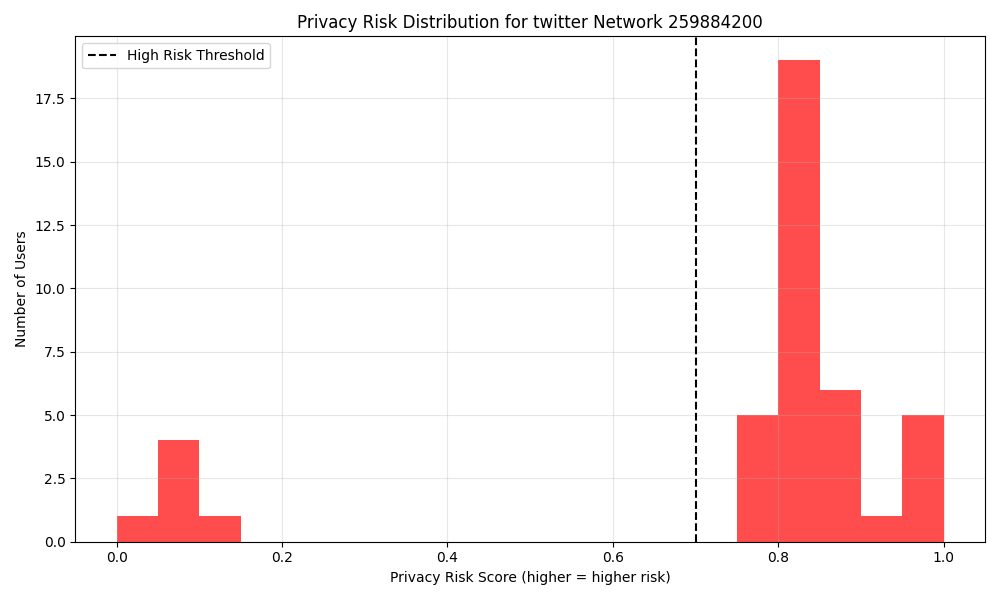 Privacy Risk Distribution for twitter Network 259884200
High Risk Threshold
Number of Users
17.5
15.0
12.5
10.0
7.5
5.0
2.5
0.0
0.0 0.2 0.4 0.6 0.8 1.0
Privacy Risk Score (higher = higher risk)